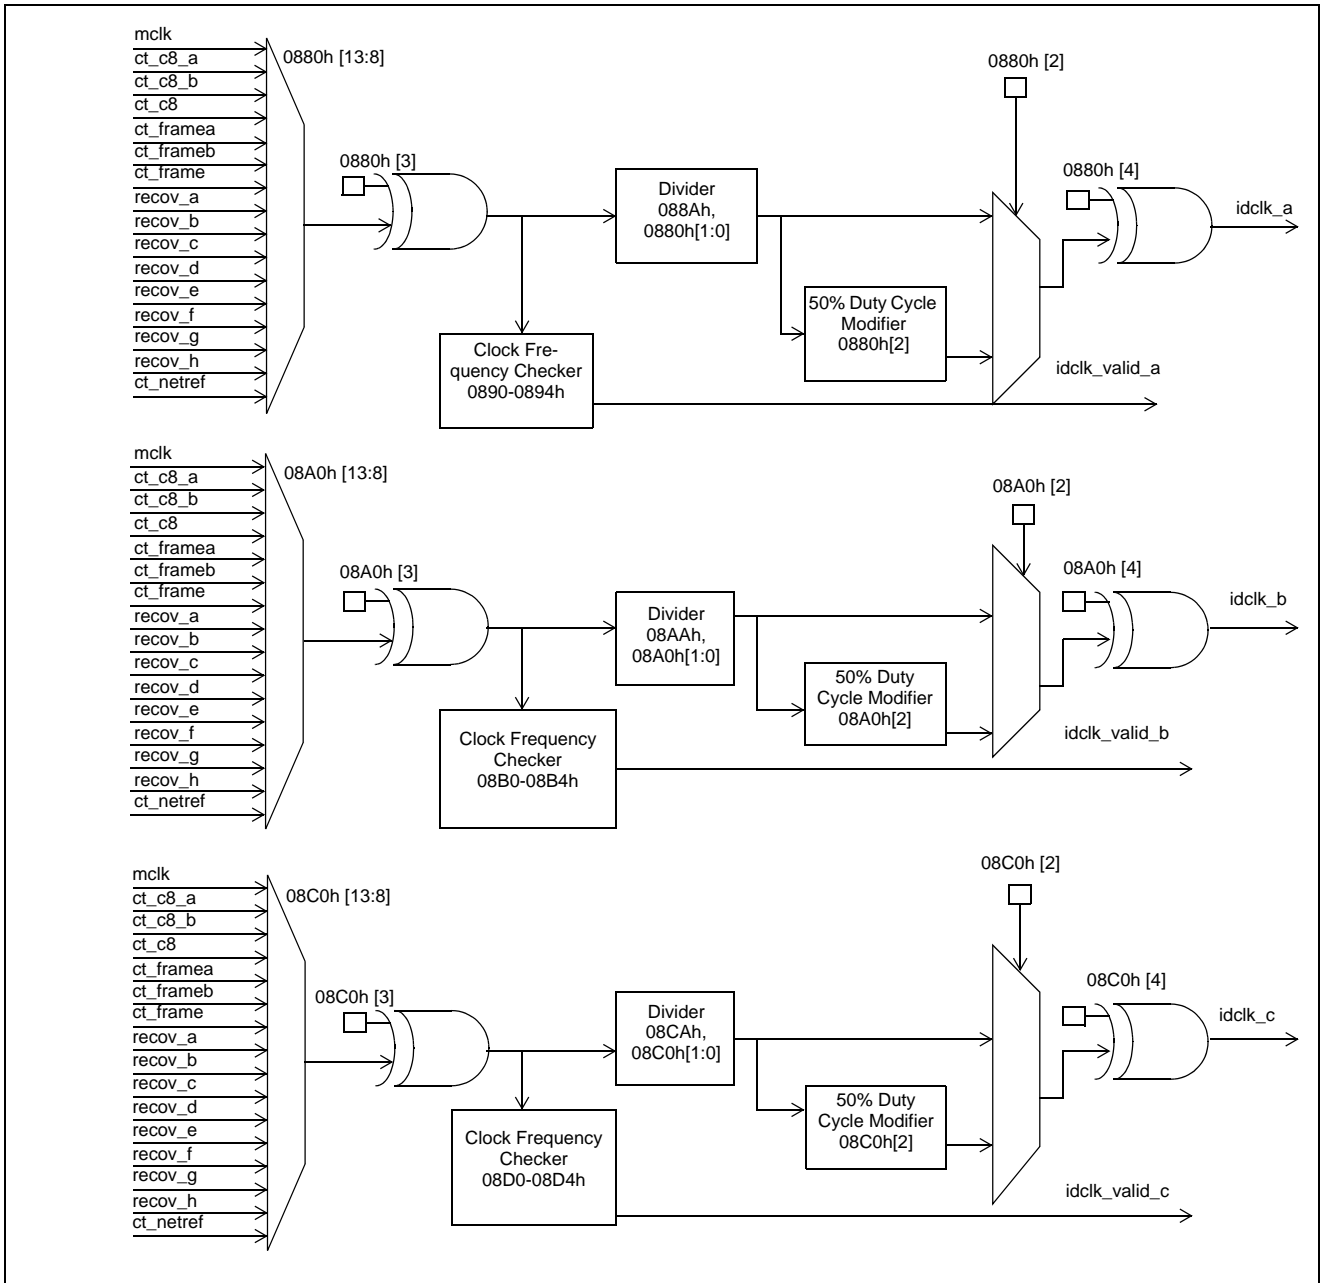 mclk
ct_c8_a
ct_c8_b
ct_c8
ct_framea
ct_frameb
ct_frame
recov_a
recov_b
recov_c
recov_d
recov_e
recov_f
recov_g
recov_h
ct_netref
0880h [13:8]
0880h [3]
Divider
088Ah,
0880h[1:0]
Clock Fre-
quency Checker
0890-0894h
50% Duty Cycle
Modifier
0880h[2]
0880h [2]
0880h [4]
idclk_a
idclk_valid_a
mclk
ct_c8_a
ct_c8_b
ct_c8
ct_framea
ct_frameb
ct_frame
recov_a
recov_b
recov_c
recov_d
recov_e
recov_f
recov_g
recov_h
ct_netref
08A0h [13:8]
08A0h [3]
Divider
08AAh,
08A0h[1:0]
Clock Frequency
Checker
08B0-08B4h
50% Duty
Cycle Modifier
08A0h[2]
08A0h [2]
08A0h [4]
idclk_b
idclk_valid_b
mclk
ct_c8_a
ct_c8_b
ct_c8
ct_framea
ct_frameb
ct_frame
recov_a
recov_b
recov_c
recov_d
recov_e
recov_f
recov_g
recov_h
ct_netref
08C0h [13:8]
08C0h [3]
Divider
08CAh,
08C0h[1:0]
Clock Frequency
Checker
08D0-08D4h
50% Duty
Cycle Modifier
08C0h[2]
08C0h [2]
08C0h [4]
idclk_c
idclk_valid_c